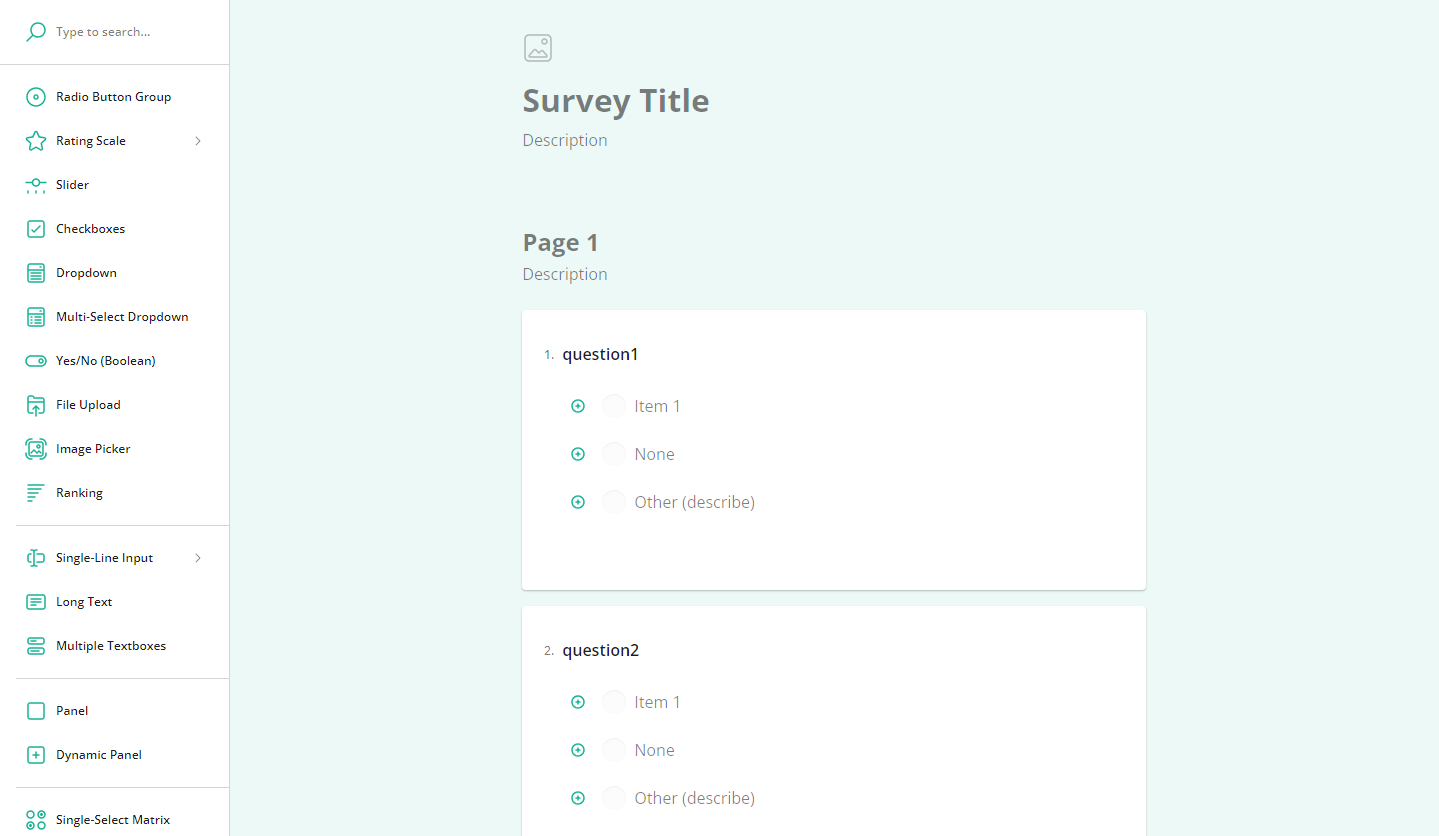 Type to search...
Radio Button Group
Rating Scale
Slider
Checkboxes
Dropdown
Multi-Select Dropdown
Yes/No (Boolean)
File Upload
Image Picker
Ranking
Single-Line Input
Long Text
Multiple Textboxes
Panel
Dynamic Panel
Single-Select Matrix
Survey Title
Description
Page 1
Description
1. question1
Item 1
None
Other (describe)
2. question2
Item 1
None
Other (describe)